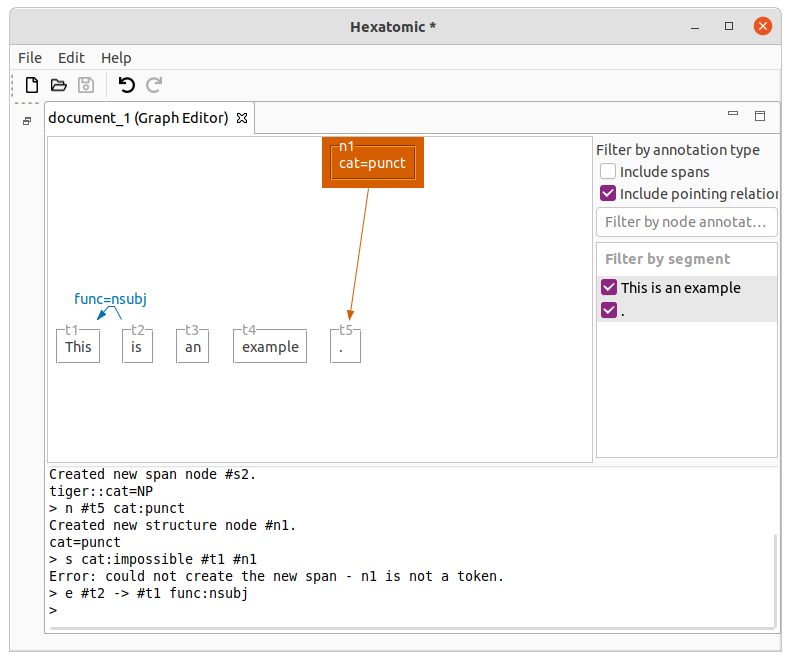 Hexatomic *
File Edit Help
document_1 (Graph Editor)
n1
cat=punct
func=nsubj
t1 t2 t3 t4 t5
This is an example .
Filter by annotation type
Include spans
Include pointing relation
Filter by node annotat...
Filter by segment
This is an example
.
Created new span node #s2.
tiger::cat=NP
> n #t5 cat:punct
Created new structure node #n1.
cat=punct
> s cat:impossible #t1 #n1
Error: could not create the new span - n1 is not a token.
> e #t2 -> #t1 func:nsubj
>